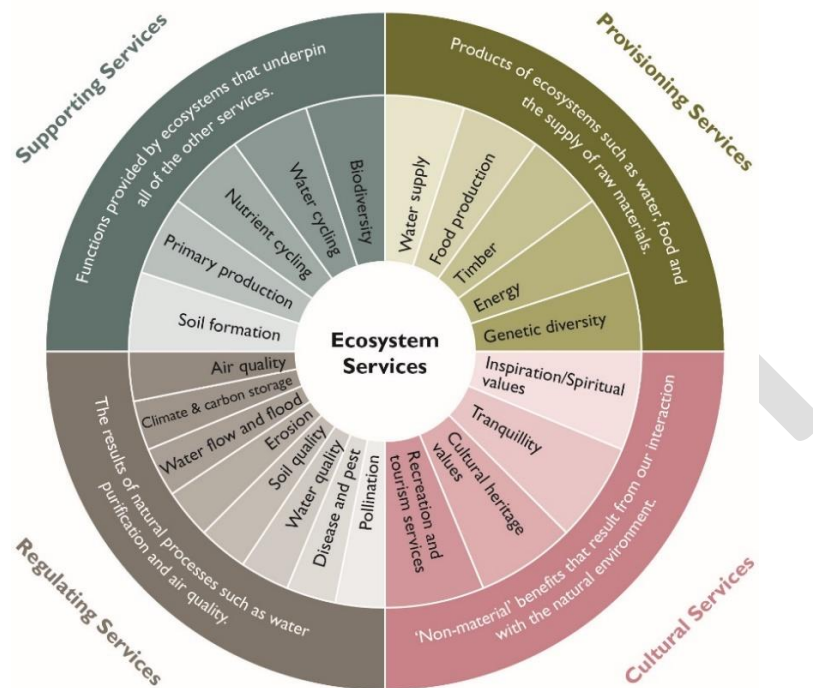 Supporting Services
Functions provided by ecosystems that underpin
all of the other services.
Biodiversity
Water cycling
Nutrient cycling
Primary production
Soil formation
Provisioning Services
Products of ecosystems such as water, food and
the supply of raw materials.
Water supply
Food production
Timber
Energy
Genetic diversity
Ecosystem
Services
Regulating Services
The results of natural processes such as water
purification and air quality.
Air quality
Climate & carbon storage
Water flow and flood
Erosion
Soil quality
Water quality
Disease and pest
Pollination
Cultural Services
‘Non-material’ benefits that result from our interaction
with the natural environment.
Inspiration/Spiritual
values
Tranquillity
Cultural heritage
values
Recreation and
tourism services